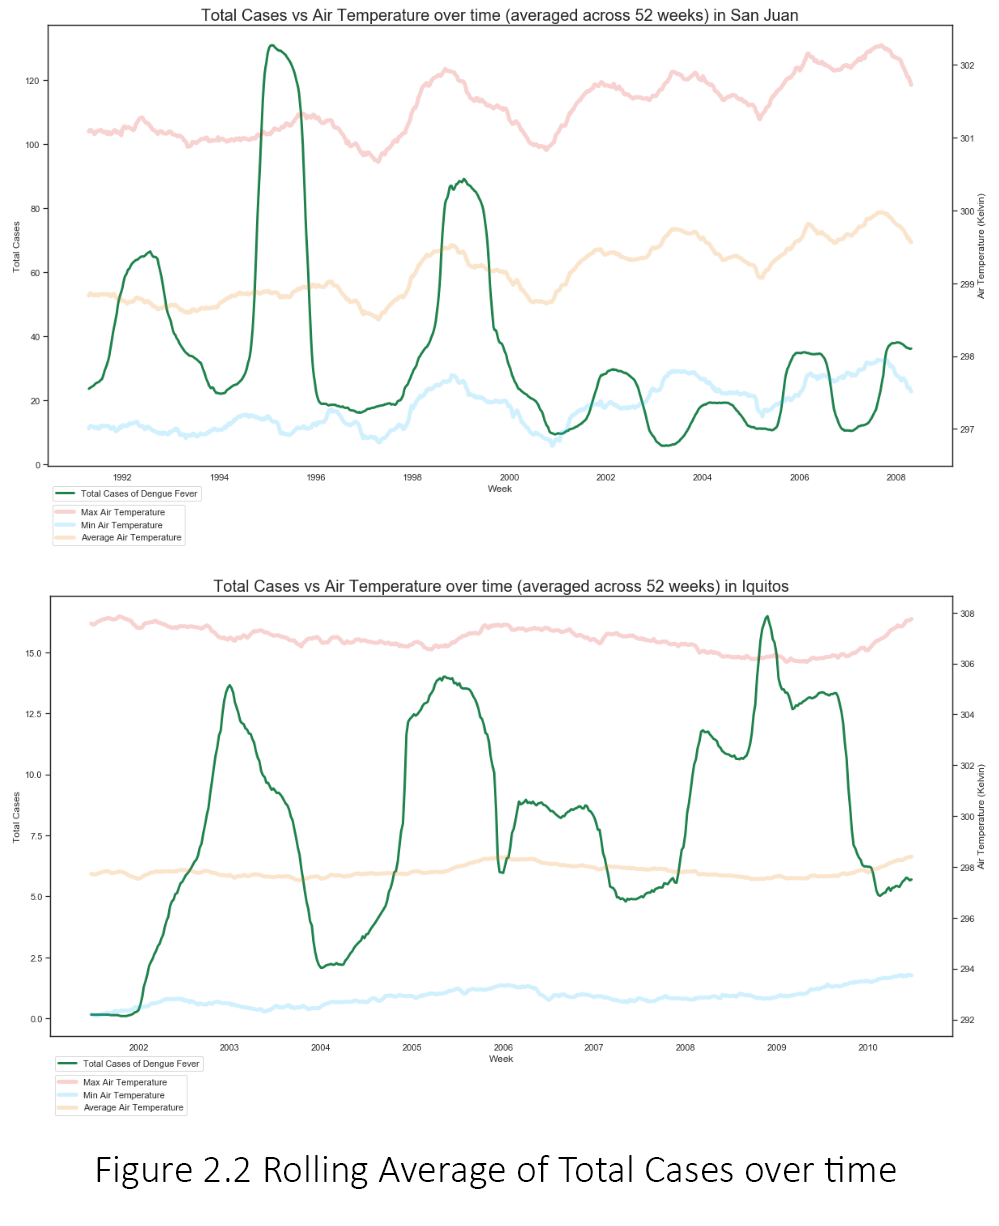 Total Cases vs Air Temperature over time (averaged across 52 weeks) in San Juan
120
100
80
60
40
20
0
Total Cases
302
301
300
299
298
297
Air Temperature (Kelvin)
1992 1994 1996 1998 2000 2002 2004 2006 2008
Week
Total Cases of Dengue Fever
Max Air Temperature
Min Air Temperature
Average Air Temperature
Total Cases vs Air Temperature over time (averaged across 52 weeks) in Iquitos
15.0
12.5
10.0
7.5
5.0
2.5
0.0
Total Cases
308
306
304
302
300
298
296
294
292
Air Temperature (Kelvin)
2002 2003 2004 2005 2006 2007 2008 2009 2010
Week
Total Cases of Dengue Fever
Max Air Temperature
Min Air Temperature
Average Air Temperature
Figure 2.2 Rolling Average of Total Cases over time